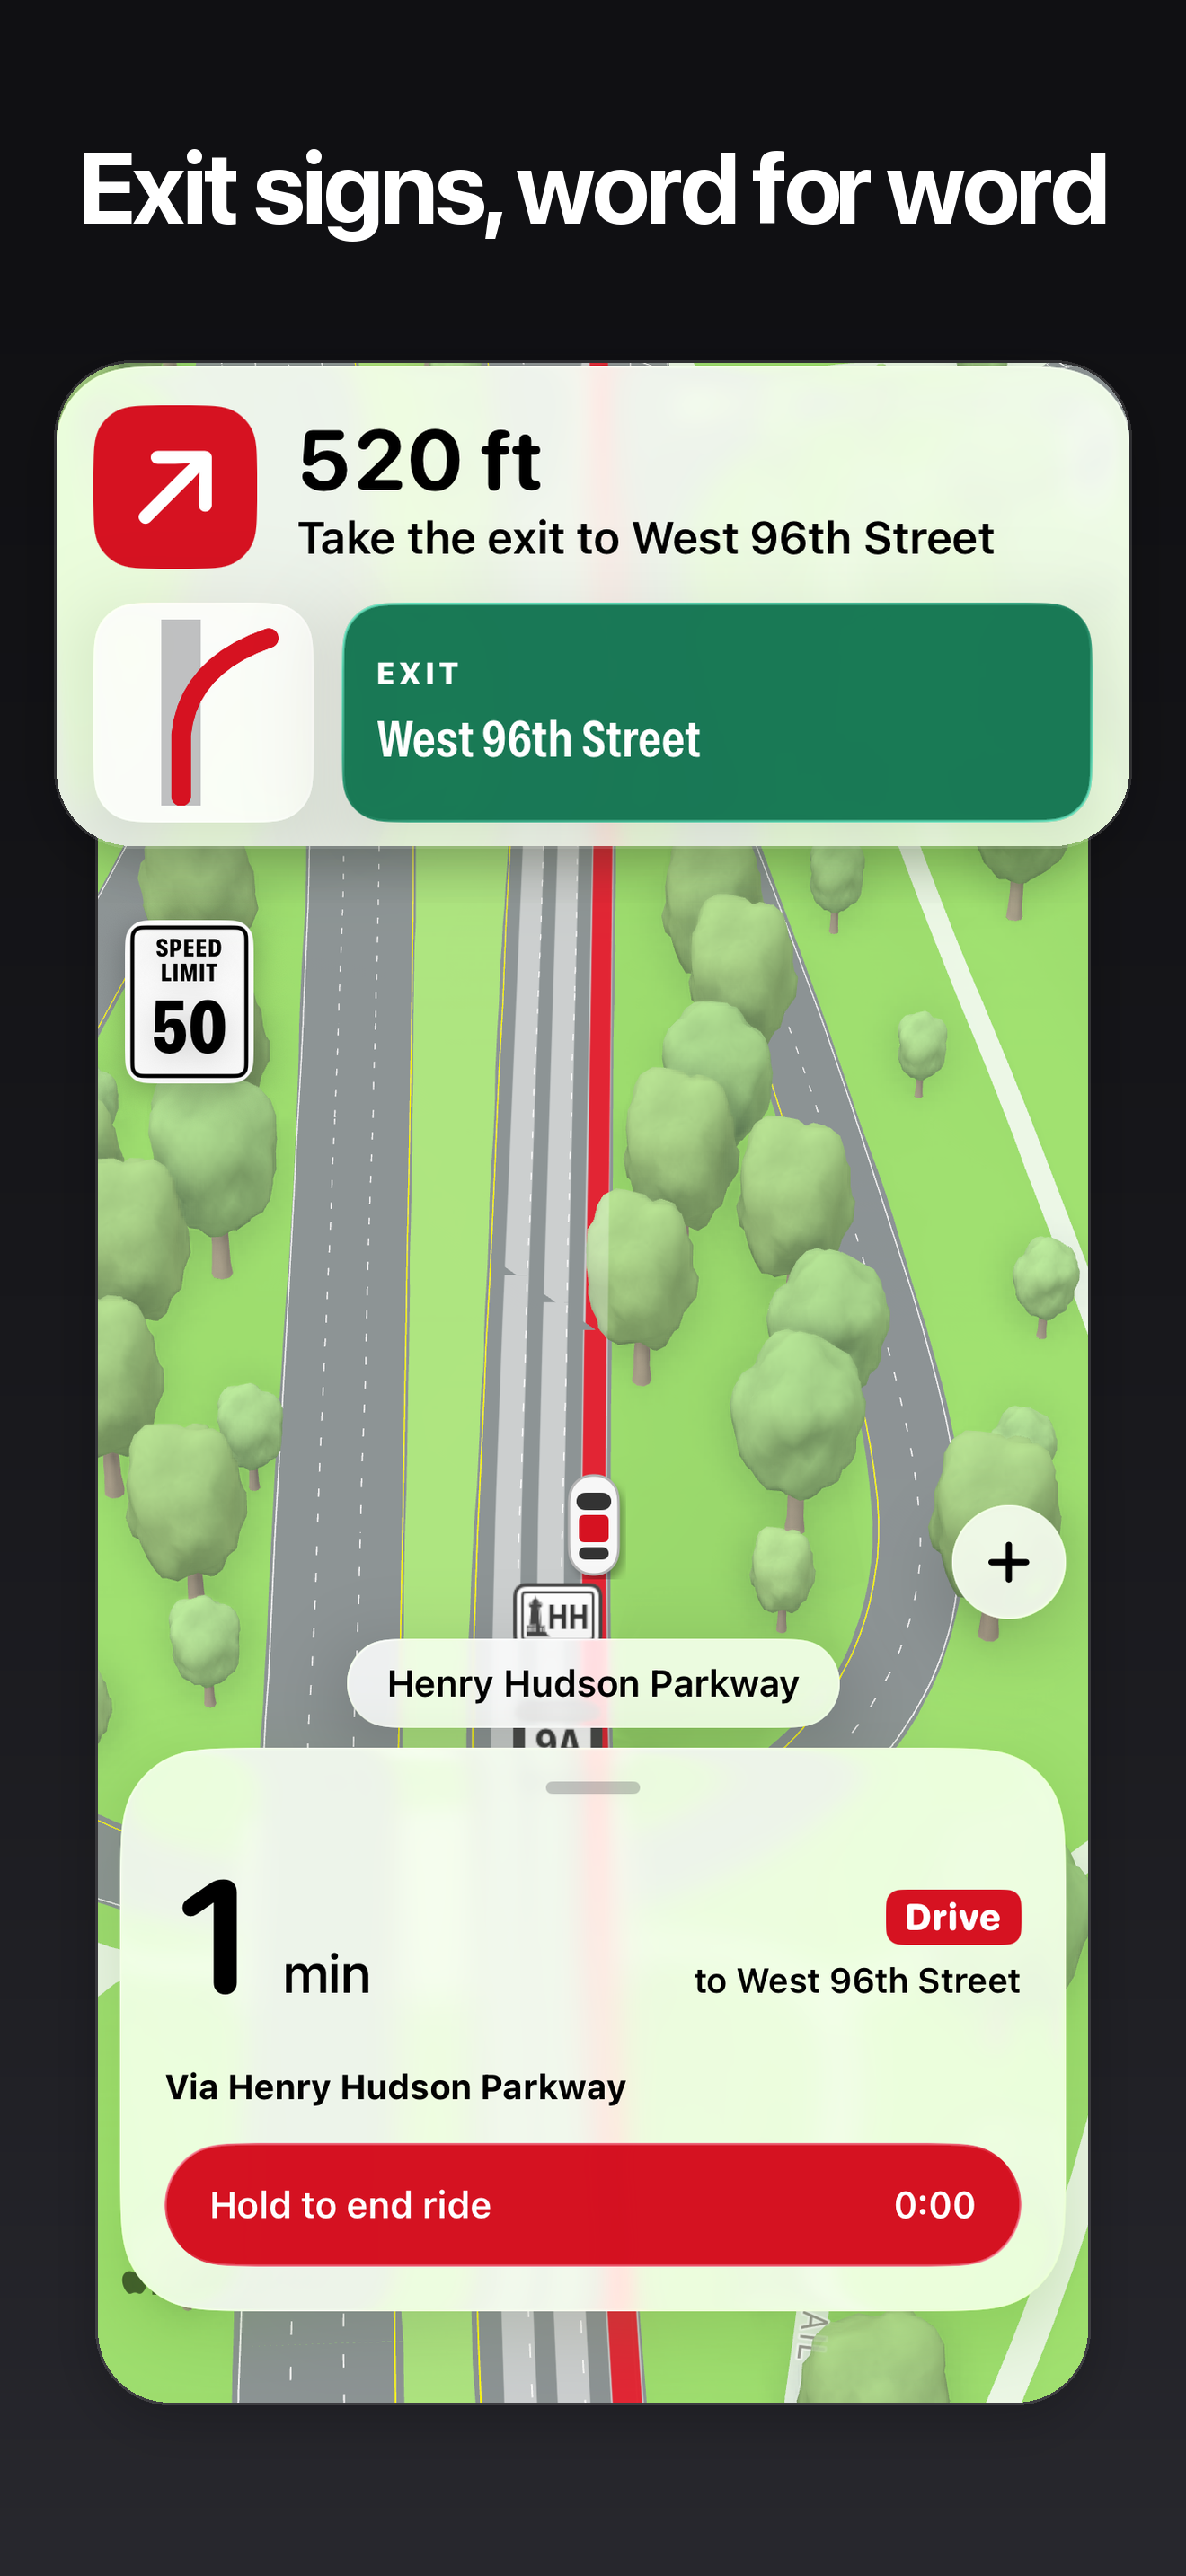 Exit signs, word for word
520 ft
Take the exit to West 96th Street
EXIT
West 96th Street
SPEED
LIMIT
50
HH
Henry Hudson Parkway
9A
1 min
Drive
to West 96th Street
Via Henry Hudson Parkway
Hold to end ride 0:00